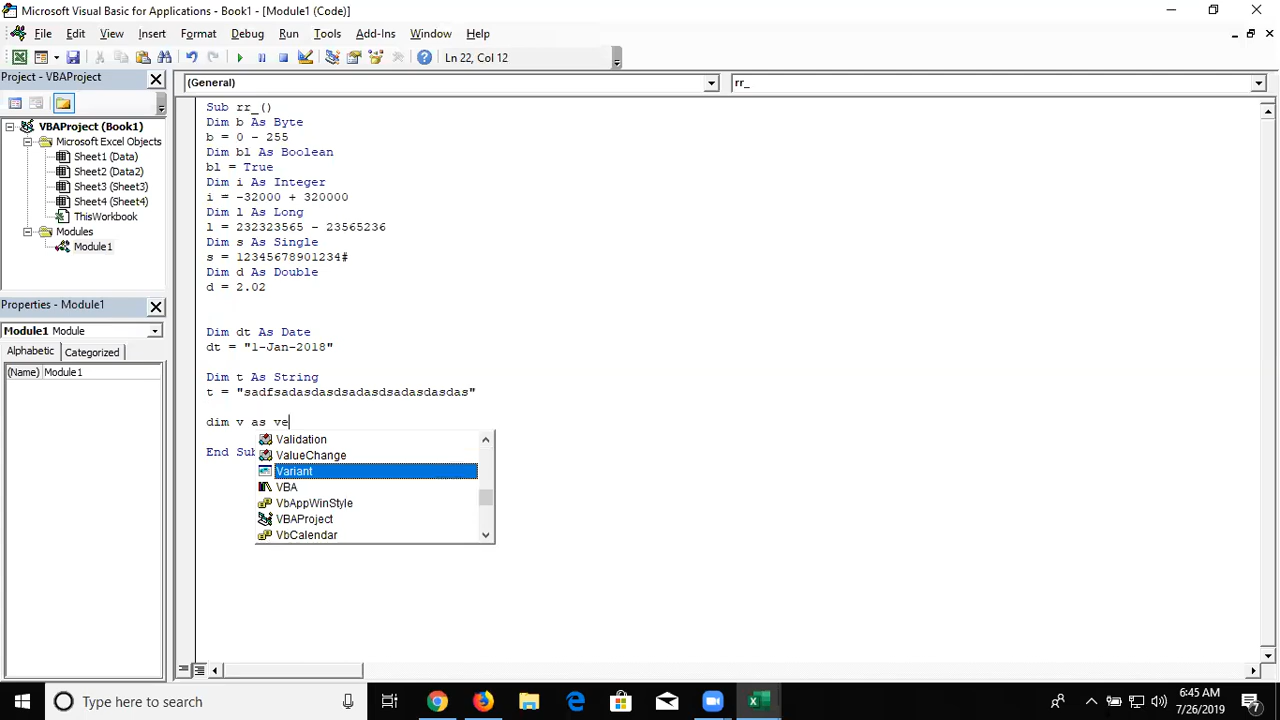 Microsoft Visual Basic for Applications - Book1 - [Module1 (Code)]
File Edit View Insert Format Debug Run Tools Add-Ins Window Help
Ln 22, Col 12
Project - VBAProject
(General)
rr_
VBAProject (Book1)
Microsoft Excel Objects
Sheet1 (Data)
Sheet2 (Data2)
Sheet3 (Sheet3)
Sheet4 (Sheet4)
ThisWorkbook
Modules
Module1
Properties - Module1
Module1 Module
Alphabetic Categorized
(Name) Module1
Sub rr_()
Dim b As Byte
b = 0 - 255
Dim bl As Boolean
bl = True
Dim i As Integer
i = -32000 + 320000
Dim l As Long
l = 232323565 - 23565236
Dim s As Single
s = 12345678901234#
Dim d As Double
d = 2.02
Dim dt As Date
dt = "1-Jan-2018"
Dim t As String
t = "sadfsadasdasdsadasdsadasdasdas"
dim v as ve
End Sub
Validation
ValueChange
Variant
VBA
VbAppWinStyle
VBAProject
VbCalendar
Type here to search
6:45 AM
7/26/2019
7